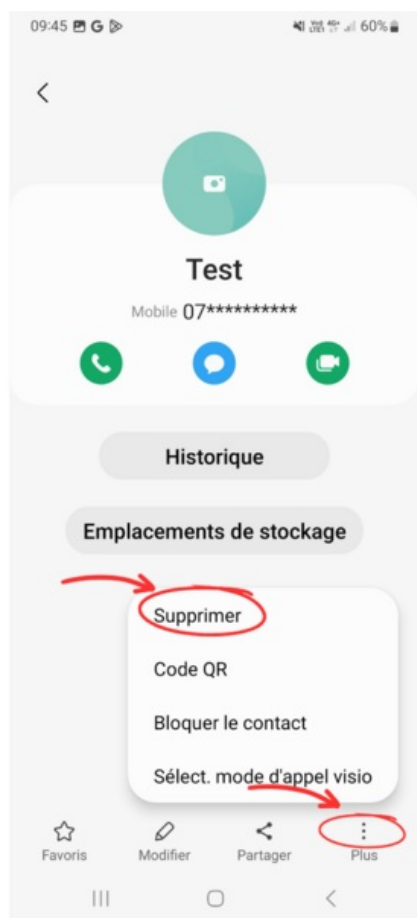 09:45 G 4G+ 60%
Test
Mobile 07**********
Historique
Emplacements de stockage
Supprimer
Code QR
Bloquer le contact
Sélect. mode d'appel visio
Favoris Modifier Partager Plus